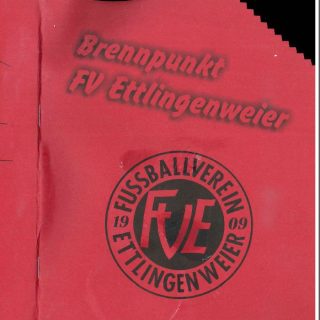 Brennpunkt
FV Ettlingenweier
FUSSBALLVEREIN
19 09
FVE
ETTLINGENWEIER